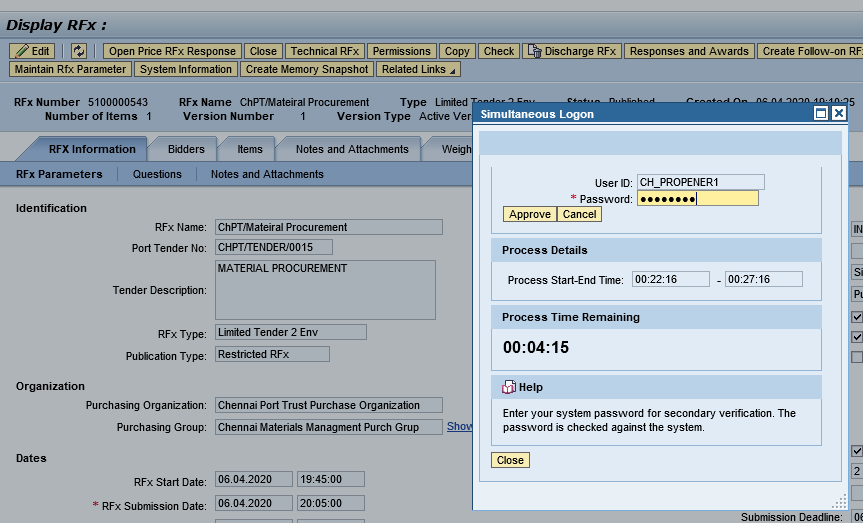 Display RFx :
Edit Open Price RFx Response Close Technical RFx Permissions Copy Check Discharge RFx Responses and Awards Create Follow-on RF
Maintain Rfx Parameter System Information Create Memory Snapshot Related Links
RFx Number 5100000543 RFx Name ChPT/Mateiral Procurement Type Limited Tender 2 Env Status Published Created On 06.04.2020 19:40:25
Number of Items 1 Version Number 1 Version Type Active Ver
RFX Information Bidders Items Notes and Attachments Weigh
RFx Parameters Questions Notes and Attachments
Identification
RFx Name: ChPT/Mateiral Procurement
Port Tender No: CHPT/TENDER/0015
Tender Description: MATERIAL PROCUREMENT
RFx Type: Limited Tender 2 Env
Publication Type: Restricted RFx
Organization
Purchasing Organization: Chennai Port Trust Purchase Organization
Purchasing Group: Chennai Materials Managment Purch Grup Show
Dates
RFx Start Date: 06.04.2020 19:45:00
* RFx Submission Date: 06.04.2020 20:05:00
Simultaneous Logon
User ID: CH_PROPENER1
* Password: ●●●●●●●●
Approve Cancel
Process Details
Process Start-End Time: 00:22:16 - 00:27:16
Process Time Remaining
00:04:15
Help
Enter your system password for secondary verification. The
password is checked against the system.
Close
IN
Si
Pu
2
Submission Deadline: 06